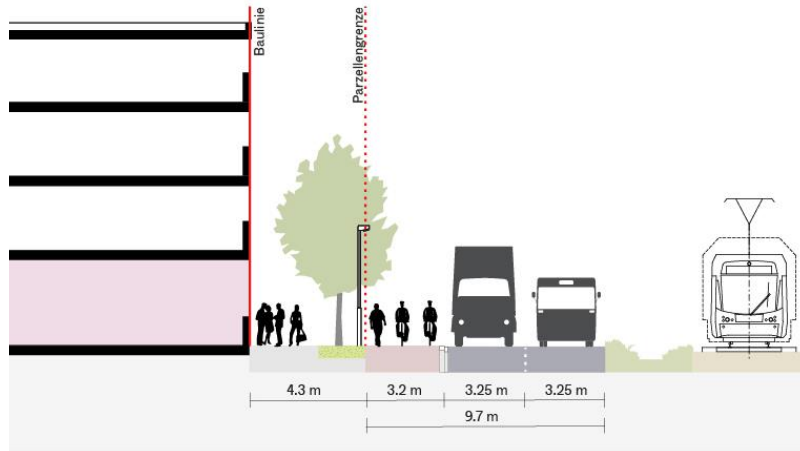 Baulinie
Parzellengrenze
4.3 m
3.2 m
3.25 m
3.25 m
9.7 m